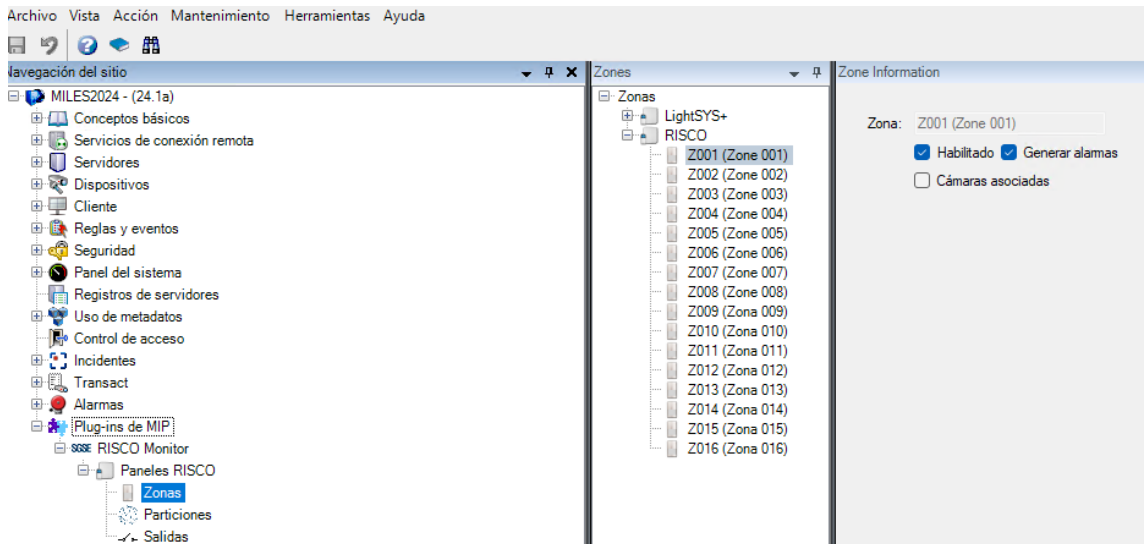 Archivo Vista Acción Mantenimiento Herramientas Ayuda
Navegación del sitio
MILES2024 - (24.1a)
Conceptos básicos
Servicios de conexión remota
Servidores
Dispositivos
Cliente
Reglas y eventos
Seguridad
Panel del sistema
Registros de servidores
Uso de metadatos
Control de acceso
Incidentes
Transact
Alarmas
Plug-ins de MIP
SGSE RISCO Monitor
Paneles RISCO
Zonas
Particiones
Salidas
Zones
Zonas
LightSYS+
RISCO
Z001 (Zone 001)
Z002 (Zone 002)
Z003 (Zone 003)
Z004 (Zone 004)
Z005 (Zone 005)
Z006 (Zone 006)
Z007 (Zone 007)
Z008 (Zone 008)
Z009 (Zona 009)
Z010 (Zona 010)
Z011 (Zona 011)
Z012 (Zona 012)
Z013 (Zona 013)
Z014 (Zona 014)
Z015 (Zona 015)
Z016 (Zona 016)
Zone Information
Zona: Z001 (Zone 001)
Habilitado Generar alarmas
Cámaras asociadas